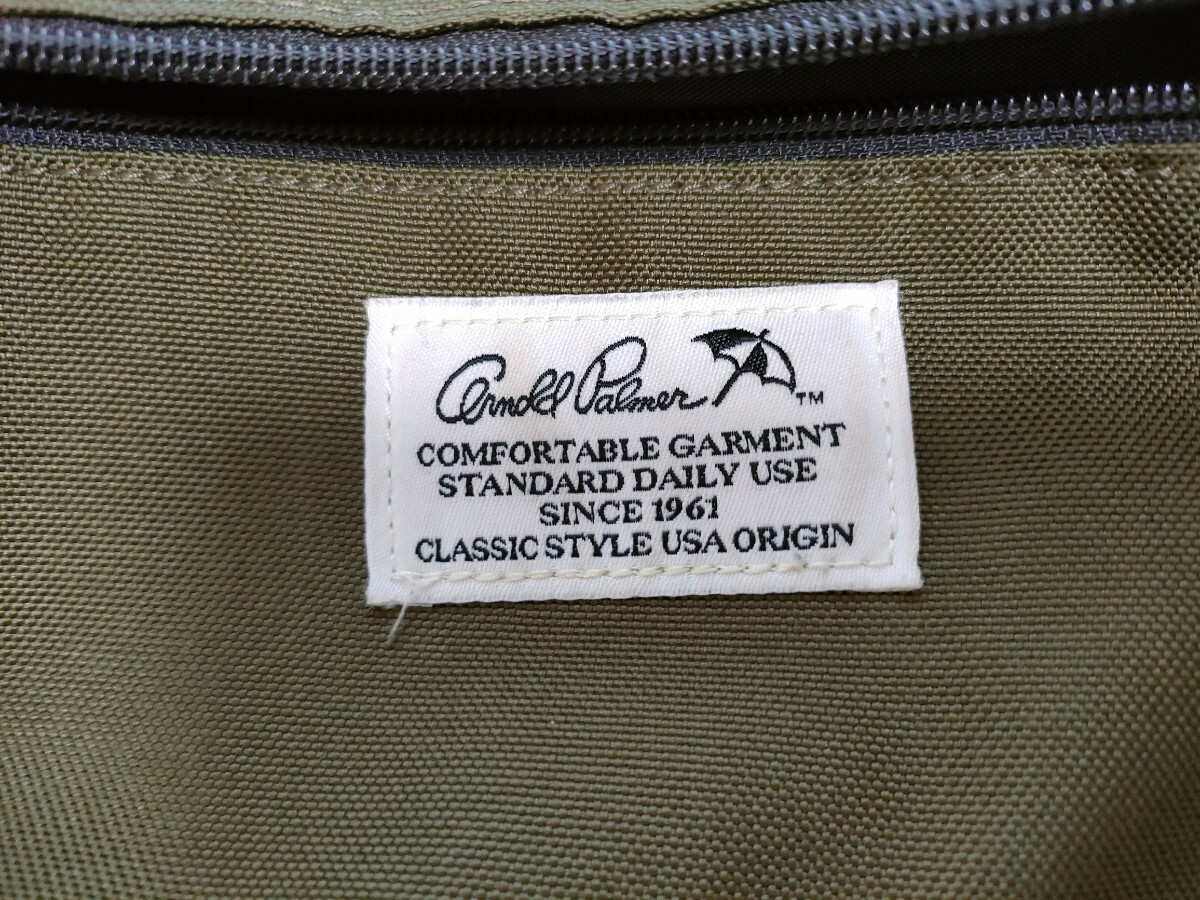 Arnold Palmer TM
COMFORTABLE GARMENT
STANDARD DAILY USE
SINCE 1961
CLASSIC STYLE USA ORIGIN